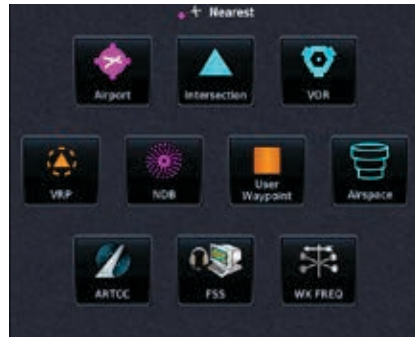 Nearest
Airport
Intersection
VOR
VRP
NDB
User
Waypoint
Airspace
ARTCC
FSS
WX FREQ